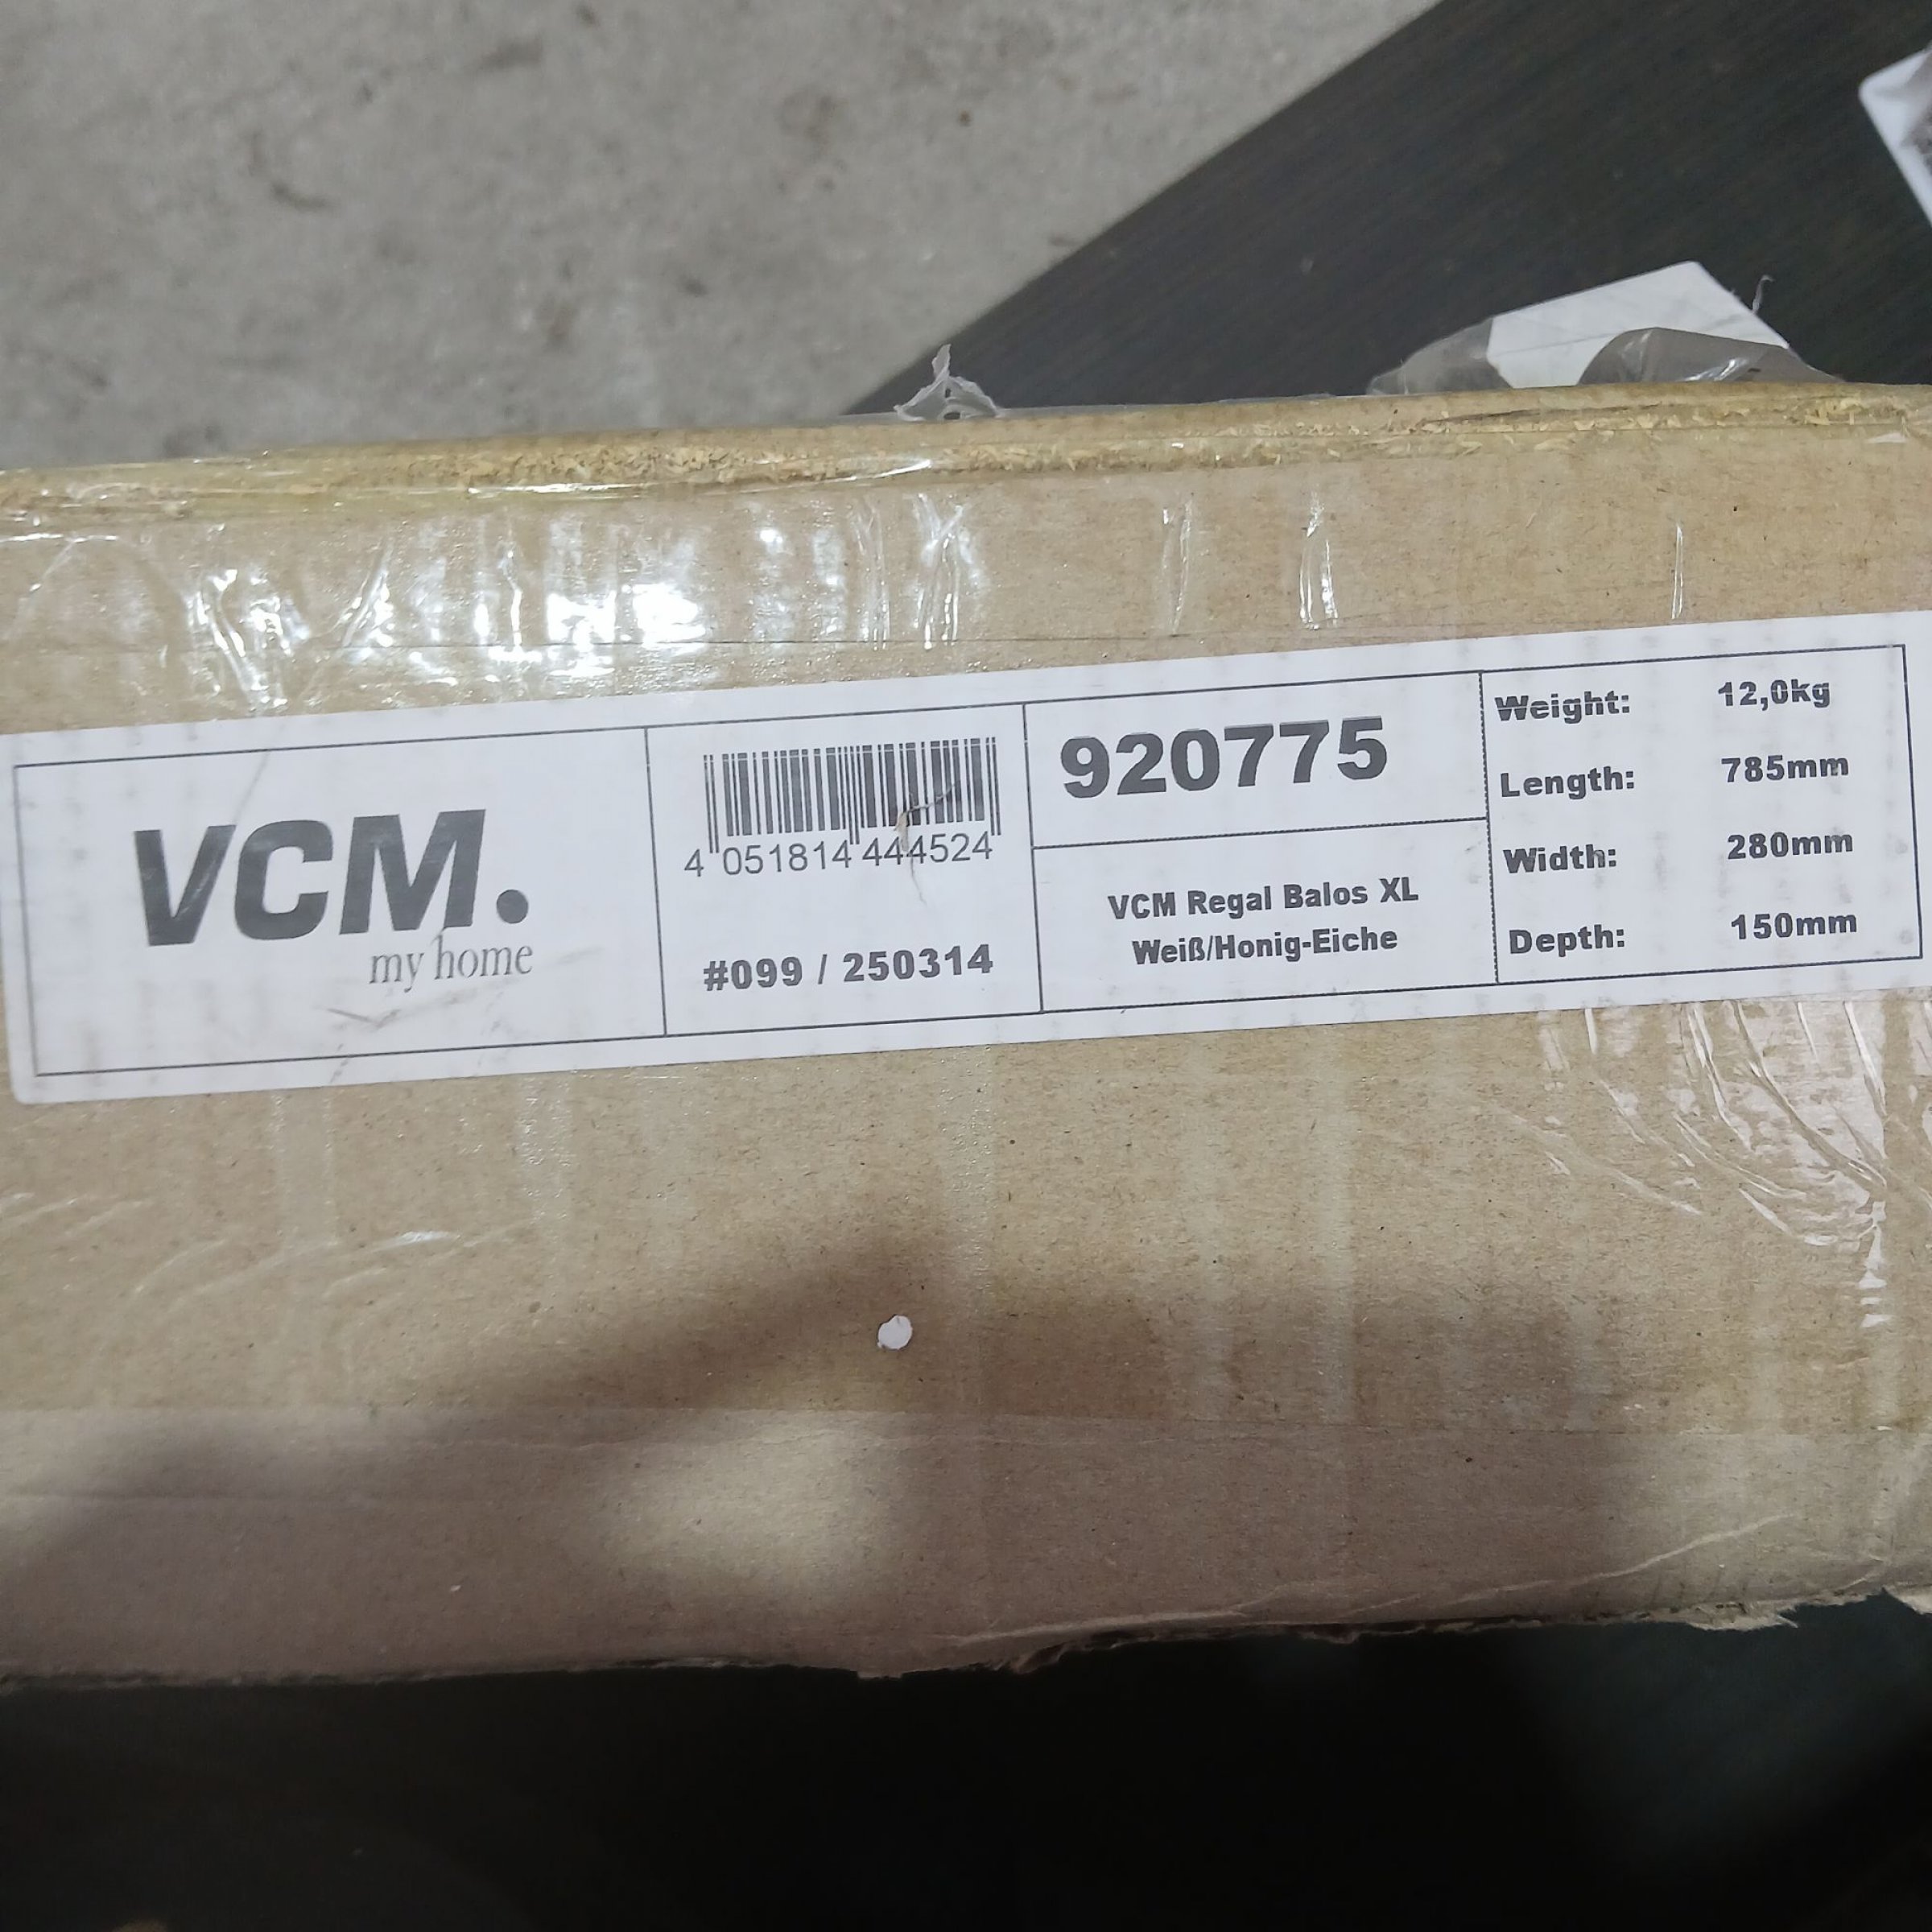 VCM.
my home
4 051814 444524
#099 / 250314
920775
VCM Regal Balos XL
Weiß/Honig-Eiche
Weight: 12,0kg
Length: 785mm
Width: 280mm
Depth: 150mm